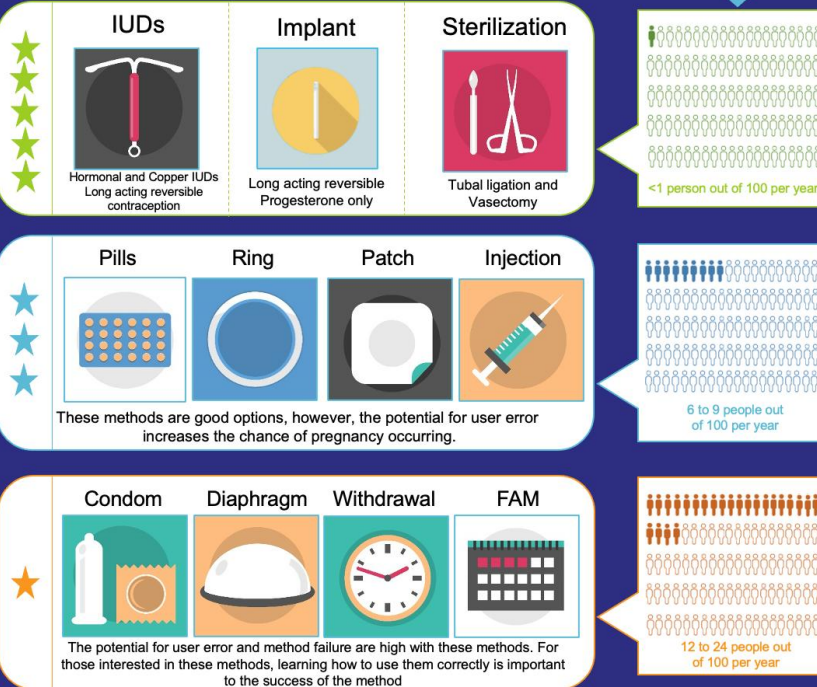 IUDs
Implant
Sterilization
Hormonal and Copper IUDs
Long acting reversible
contraception
Long acting reversible
Progesterone only
Tubal ligation and
Vasectomy
<1 person out of 100 per year
Pills
Ring
Patch
Injection
These methods are good options, however, the potential for user error
increases the chance of pregnancy occurring.
6 to 9 people out
of 100 per year
Condom
Diaphragm
Withdrawal
FAM
The potential for user error and method failure are high with these methods. For
those interested in these methods, learning how to use them correctly is important
to the success of the method
12 to 24 people out
of 100 per year